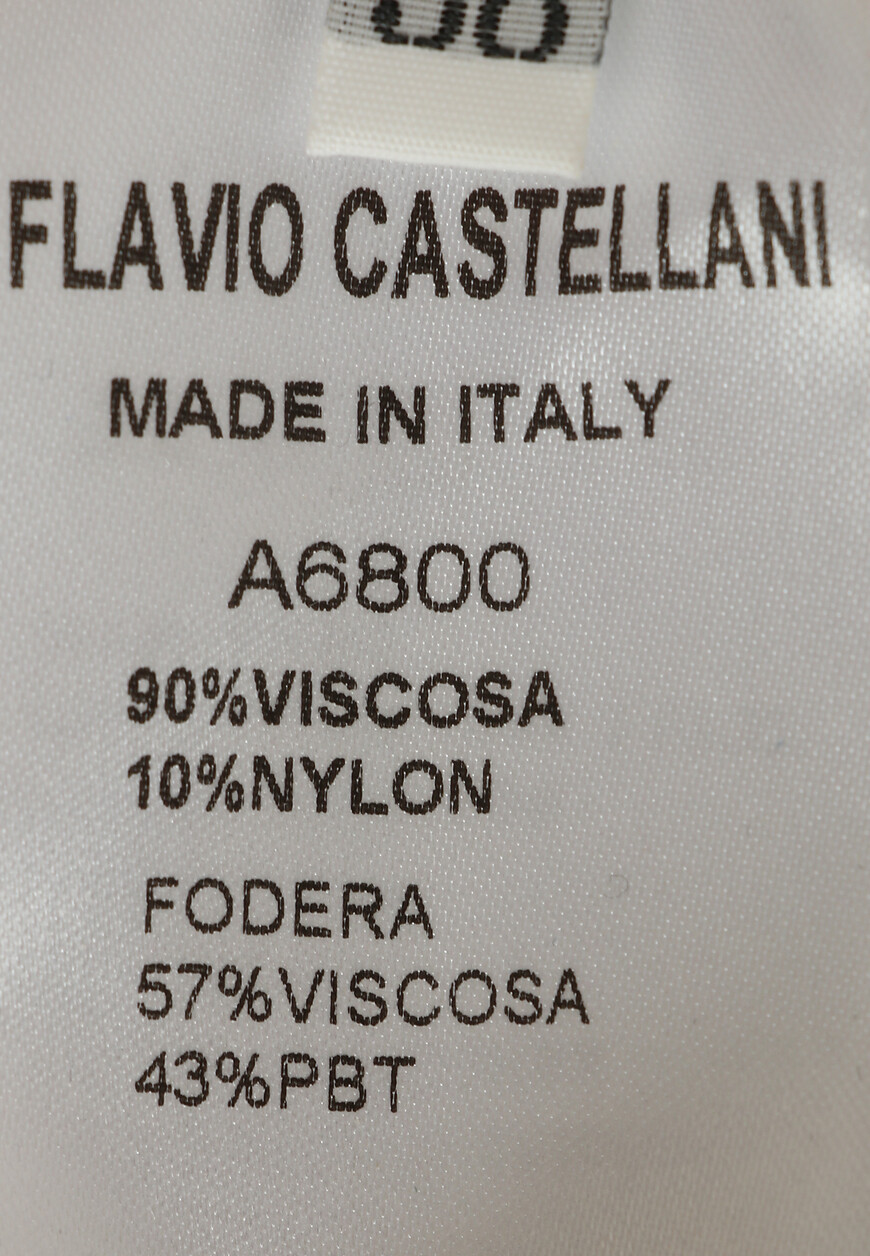 FLAVIO CASTELLANI
MADE IN ITALY
A6800
90%VISCOSA
10%NYLON
FODERA
57%VISCOSA
43%PBT